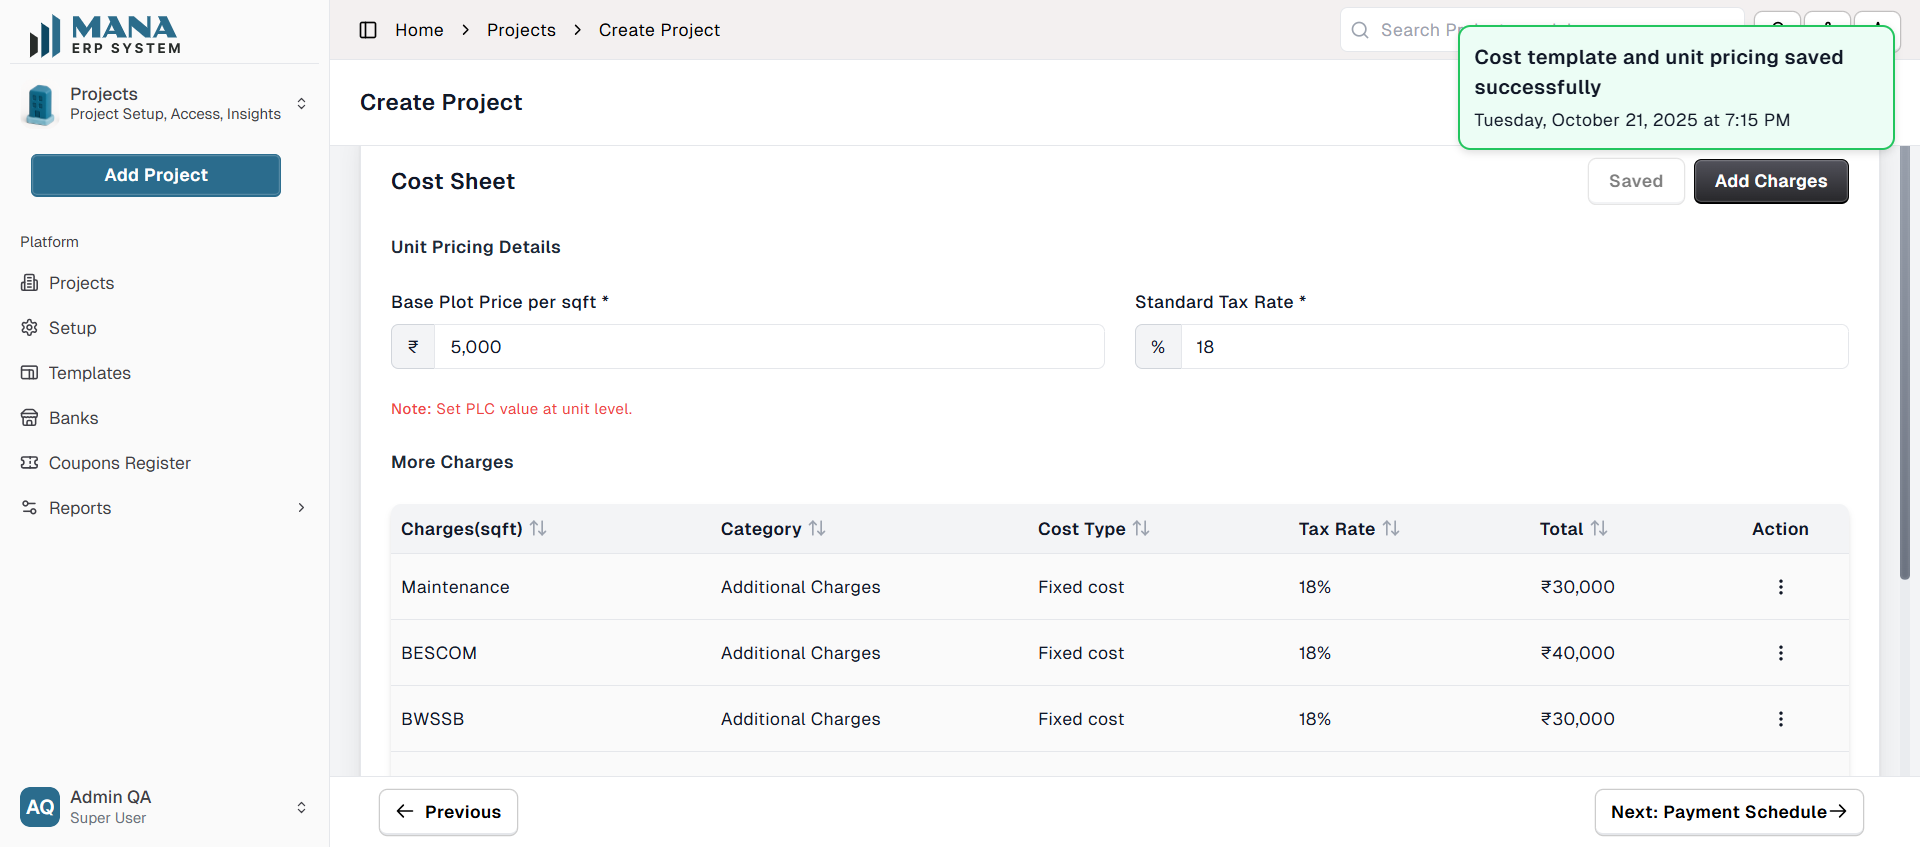 MANA
ERP SYSTEM
Projects
Project Setup, Access, Insights
Add Project
Platform
Projects
Setup
Templates
Banks
Coupons Register
Reports
AQ
Admin QA
Super User
Home
Projects
Create Project
Search
Cost template and unit pricing saved
successfully
Tuesday, October 21, 2025 at 7:15 PM
Create Project
Cost Sheet
Saved
Add Charges
Unit Pricing Details
Base Plot Price per sqft *
₹ 5,000
Standard Tax Rate *
% 18
Note: Set PLC value at unit level.
More Charges
Charges(sqft) Category Cost Type Tax Rate Total Action
Maintenance Additional Charges Fixed cost 18% ₹30,000
BESCOM Additional Charges Fixed cost 18% ₹40,000
BWSSB Additional Charges Fixed cost 18% ₹30,000
Previous
Next: Payment Schedule